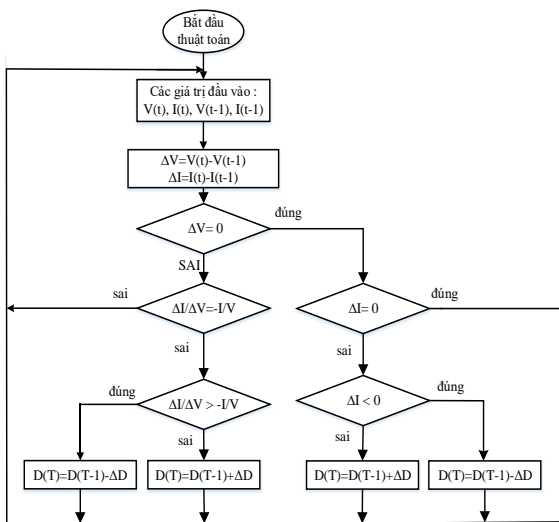 Bắt đầu
thuật toán
Các giá trị đầu vào :
V(t), I(t), V(t-1), I(t-1)
ΔV=V(t)-V(t-1)
ΔI=I(t)-I(t-1)
ΔV= 0
đúng
SAI
sai
ΔI/ΔV=-I/V
ΔI= 0
đúng
sai
sai
đúng
ΔI/ΔV > -I/V
ΔI < 0
đúng
sai
sai
D(T)=D(T-1)-ΔD
D(T)=D(T-1)+ΔD
D(T)=D(T-1)+ΔD
D(T)=D(T-1)-ΔD